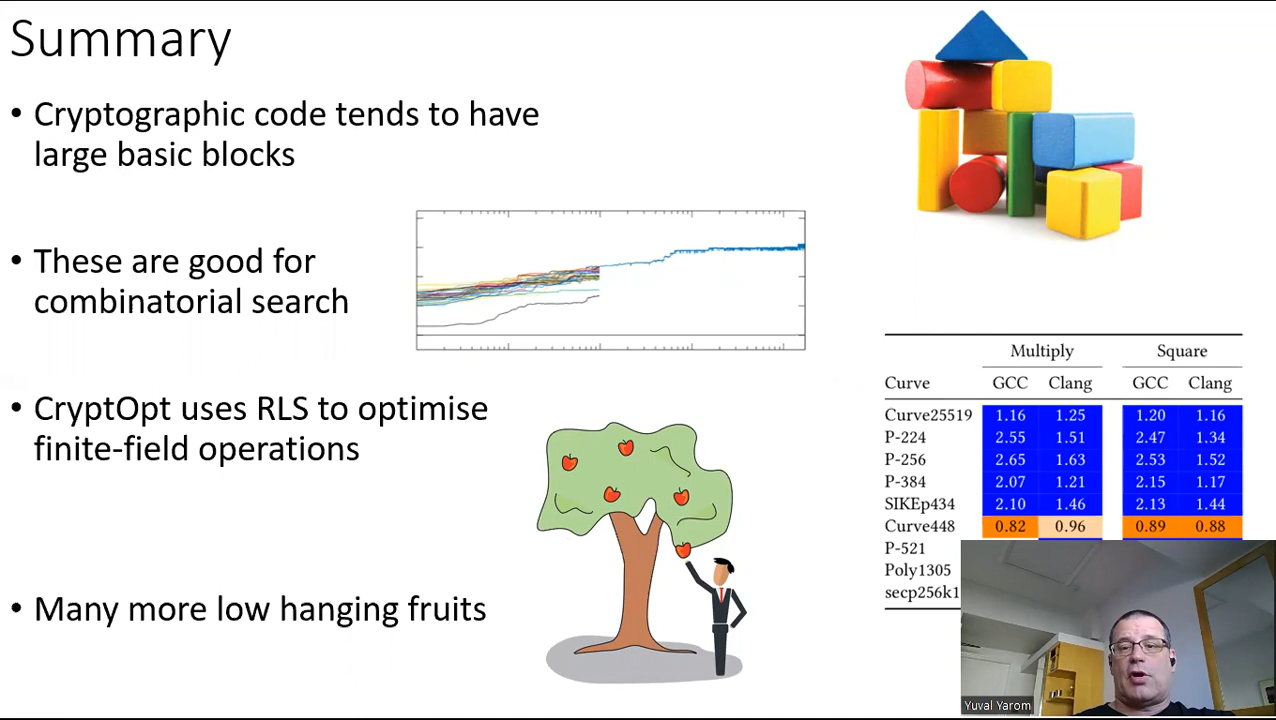 Summary
• Cryptographic code tends to have
large basic blocks
• These are good for
combinatorial search
• CryptOpt uses RLS to optimise
finite-field operations
• Many more low hanging fruits
Multiply Square
Curve GCC Clang GCC Clang
Curve25519 1.16 1.25 1.20 1.16
P-224 2.55 1.51 2.47 1.34
P-256 2.65 1.63 2.53 1.52
P-384 2.07 1.21 2.15 1.17
SIKEp434 2.10 1.46 2.13 1.44
Curve448 0.82 0.96 0.89 0.88
P-521
Poly1305
secp256k1
Yuval Yarom